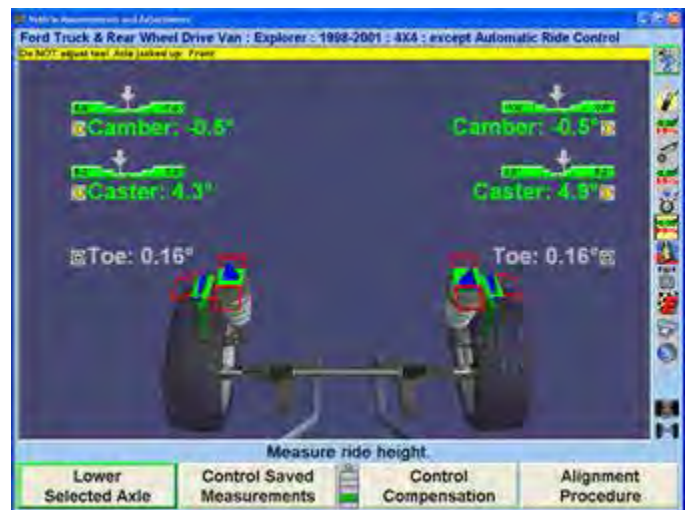 Vehicle Measurements and Adjustments
Ford Truck & Rear Wheel Drive Van : Explorer : 1998-2001 : 4X4 : except Automatic Ride Control
Do NOT adjust toe! Axle jacked up: Front
Camber: -0.5° Camber: -0.5°
Caster: 4.3° Caster: 4.9°
Toe: 0.16° Toe: 0.16°
Measure ride height.
Lower Control Saved Control Alignment
Selected Axle Measurements Compensation Procedure